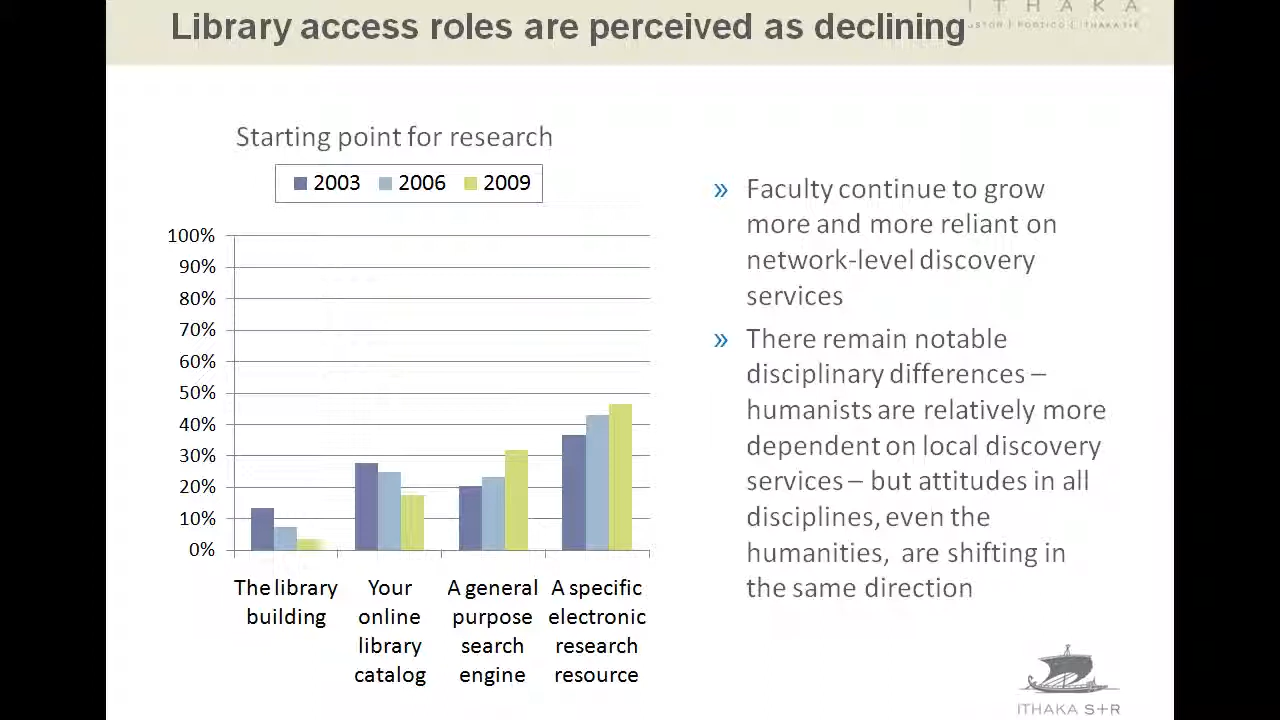 Library access roles are perceived as declining
ITHAKA
JSTOR | PORTICO | ITHAKA S+R
Starting point for research
2003 2006 2009
100%
90%
80%
70%
60%
50%
40%
30%
20%
10%
0%
The library building
Your online library catalog
A general purpose search engine
A specific electronic research resource
» Faculty continue to grow
more and more reliant on
network-level discovery
services
» There remain notable
disciplinary differences –
humanists are relatively more
dependent on local discovery
services – but attitudes in all
disciplines, even the
humanities, are shifting in
the same direction
ITHAKA S+R